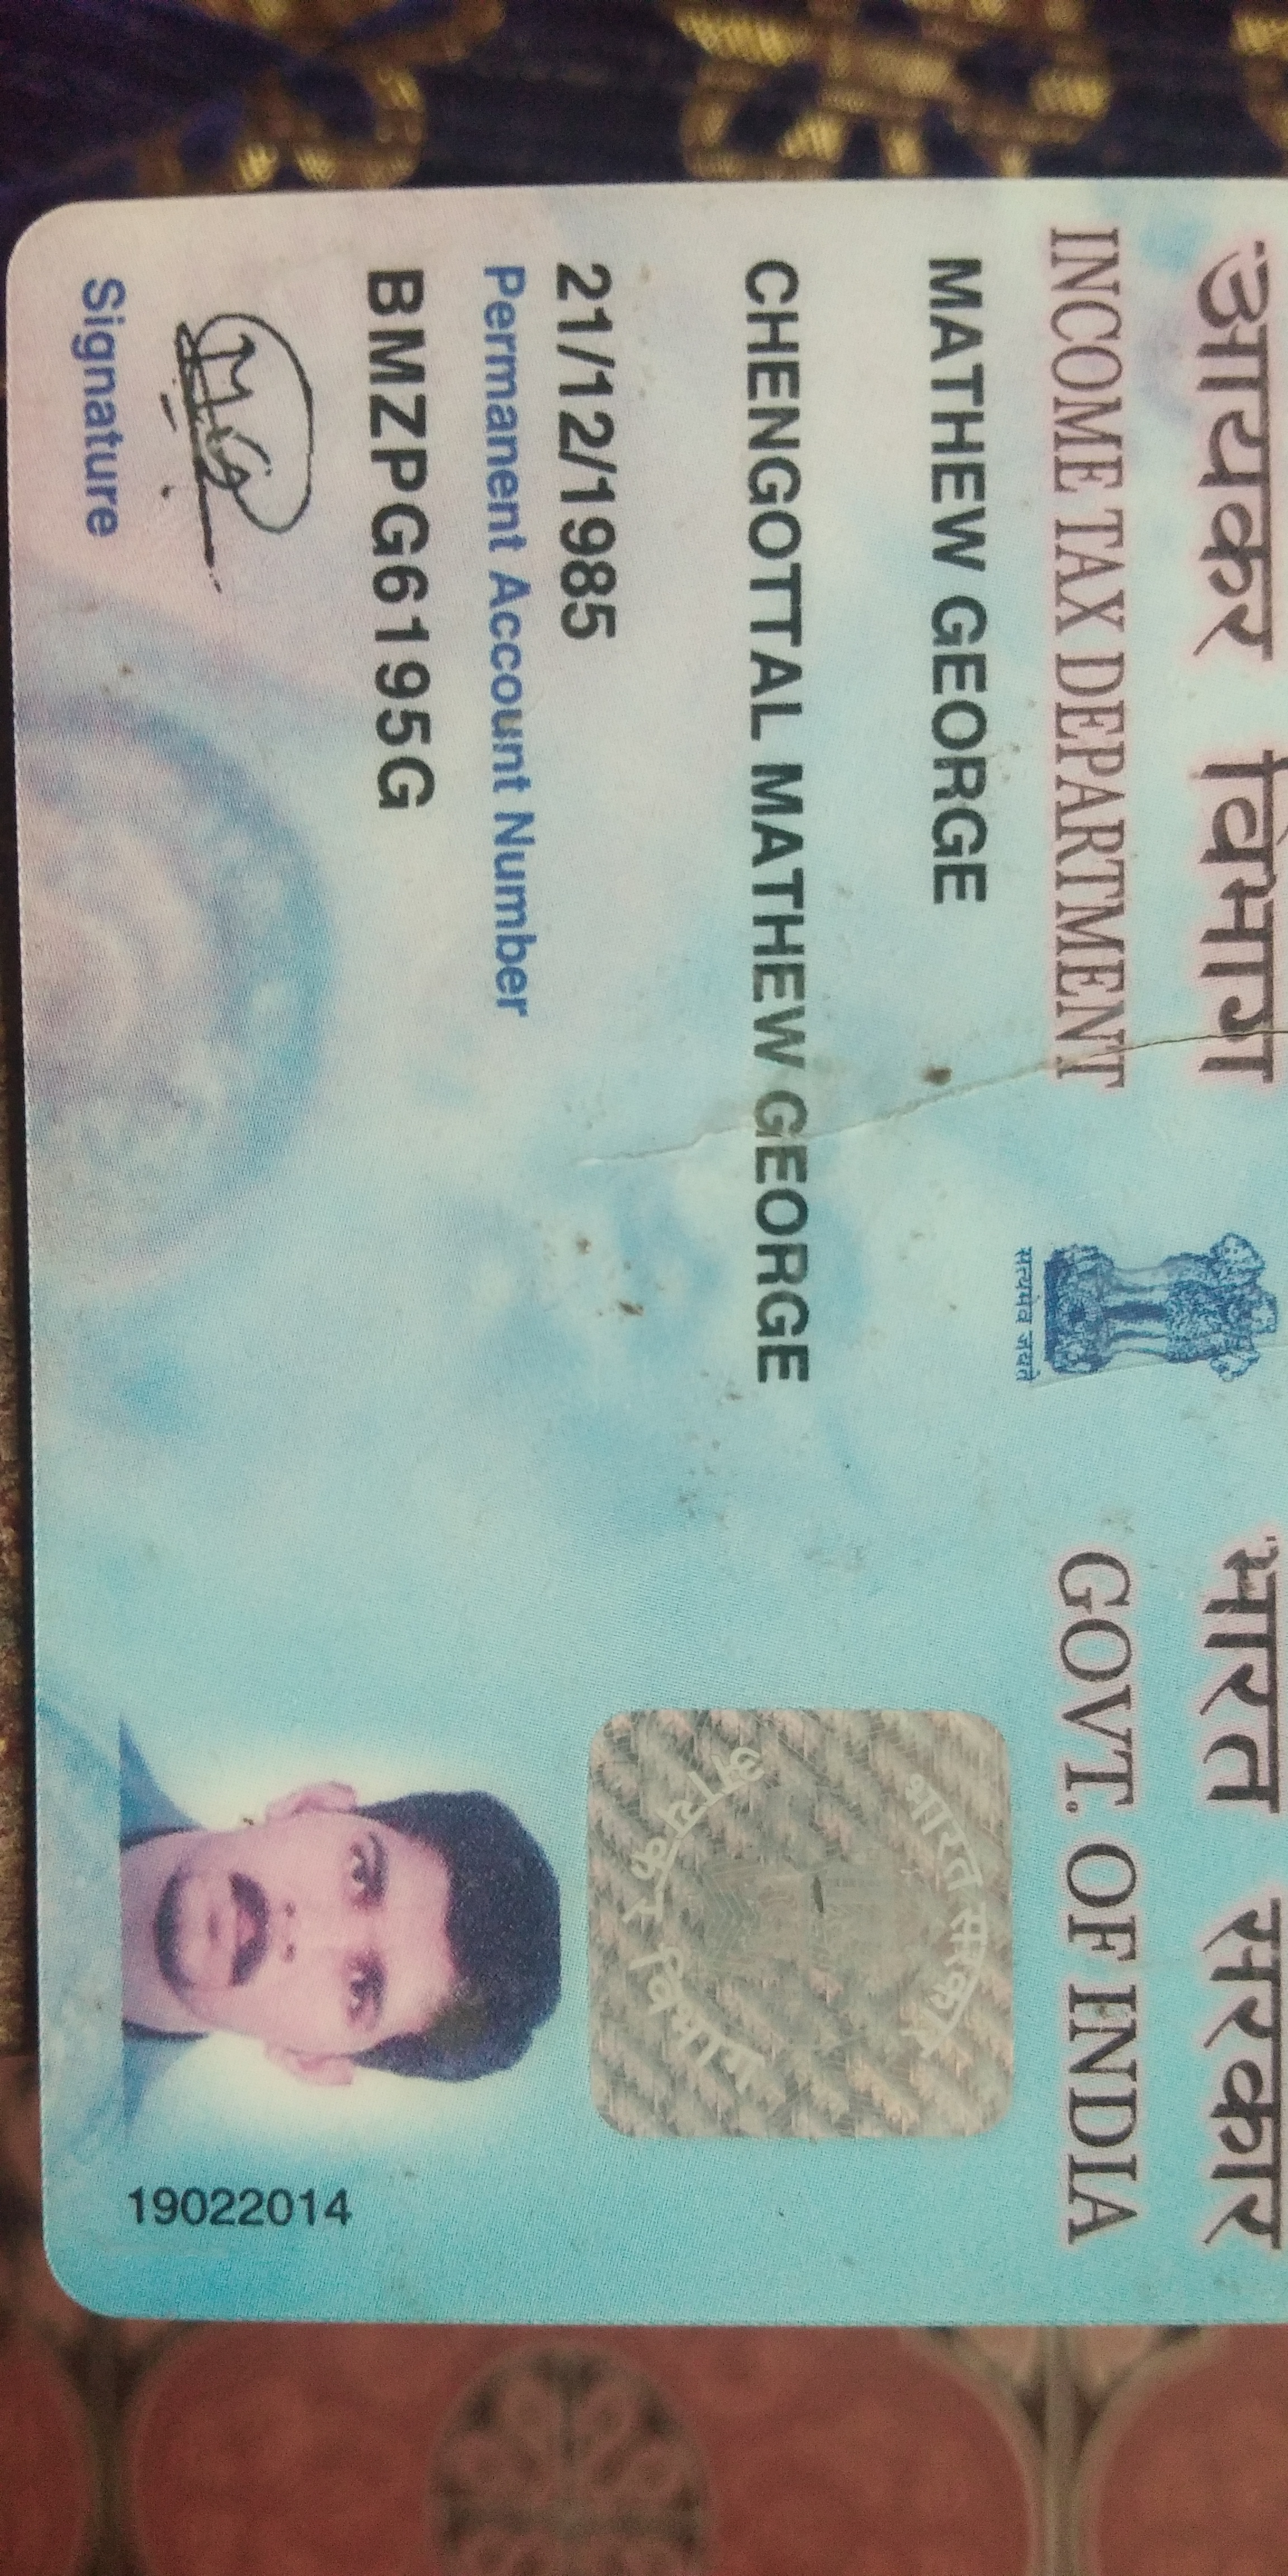 आयकर विभाग
INCOME TAX DEPARTMENT
सत्यमेव जयते
भारत सरकार
GOVT. OF INDIA
MATHEW GEORGE
CHENGOTTAL MATHEW GEORGE
21/12/1985
Permanent Account Number
BMZPG6195G
Signature
भारत सरकार
आयकर विभाग
19022014